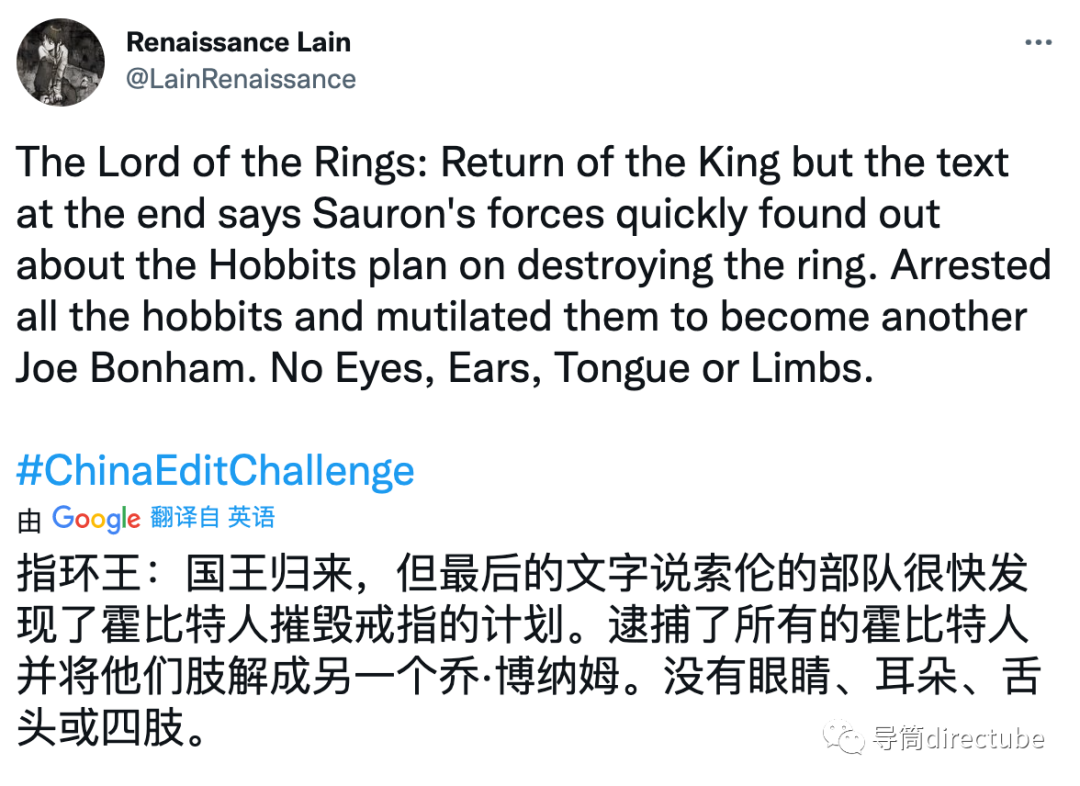 Renaissance Lain
@LainRenaissance
The Lord of the Rings: Return of the King but the text
at the end says Sauron's forces quickly found out
about the Hobbits plan on destroying the ring. Arrested
all the hobbits and mutilated them to become another
Joe Bonham. No Eyes, Ears, Tongue or Limbs.
#ChinaEditChallenge
由 Google 翻译自 英语
指环王：国王归来，但最后的文字说索伦的部队很快发
现了霍比特人摧毁戒指的计划。逮捕了所有的霍比特人
并将他们肢解成另一个乔·博纳姆。没有眼睛、耳朵、舌
头或四肢。
导筒directube